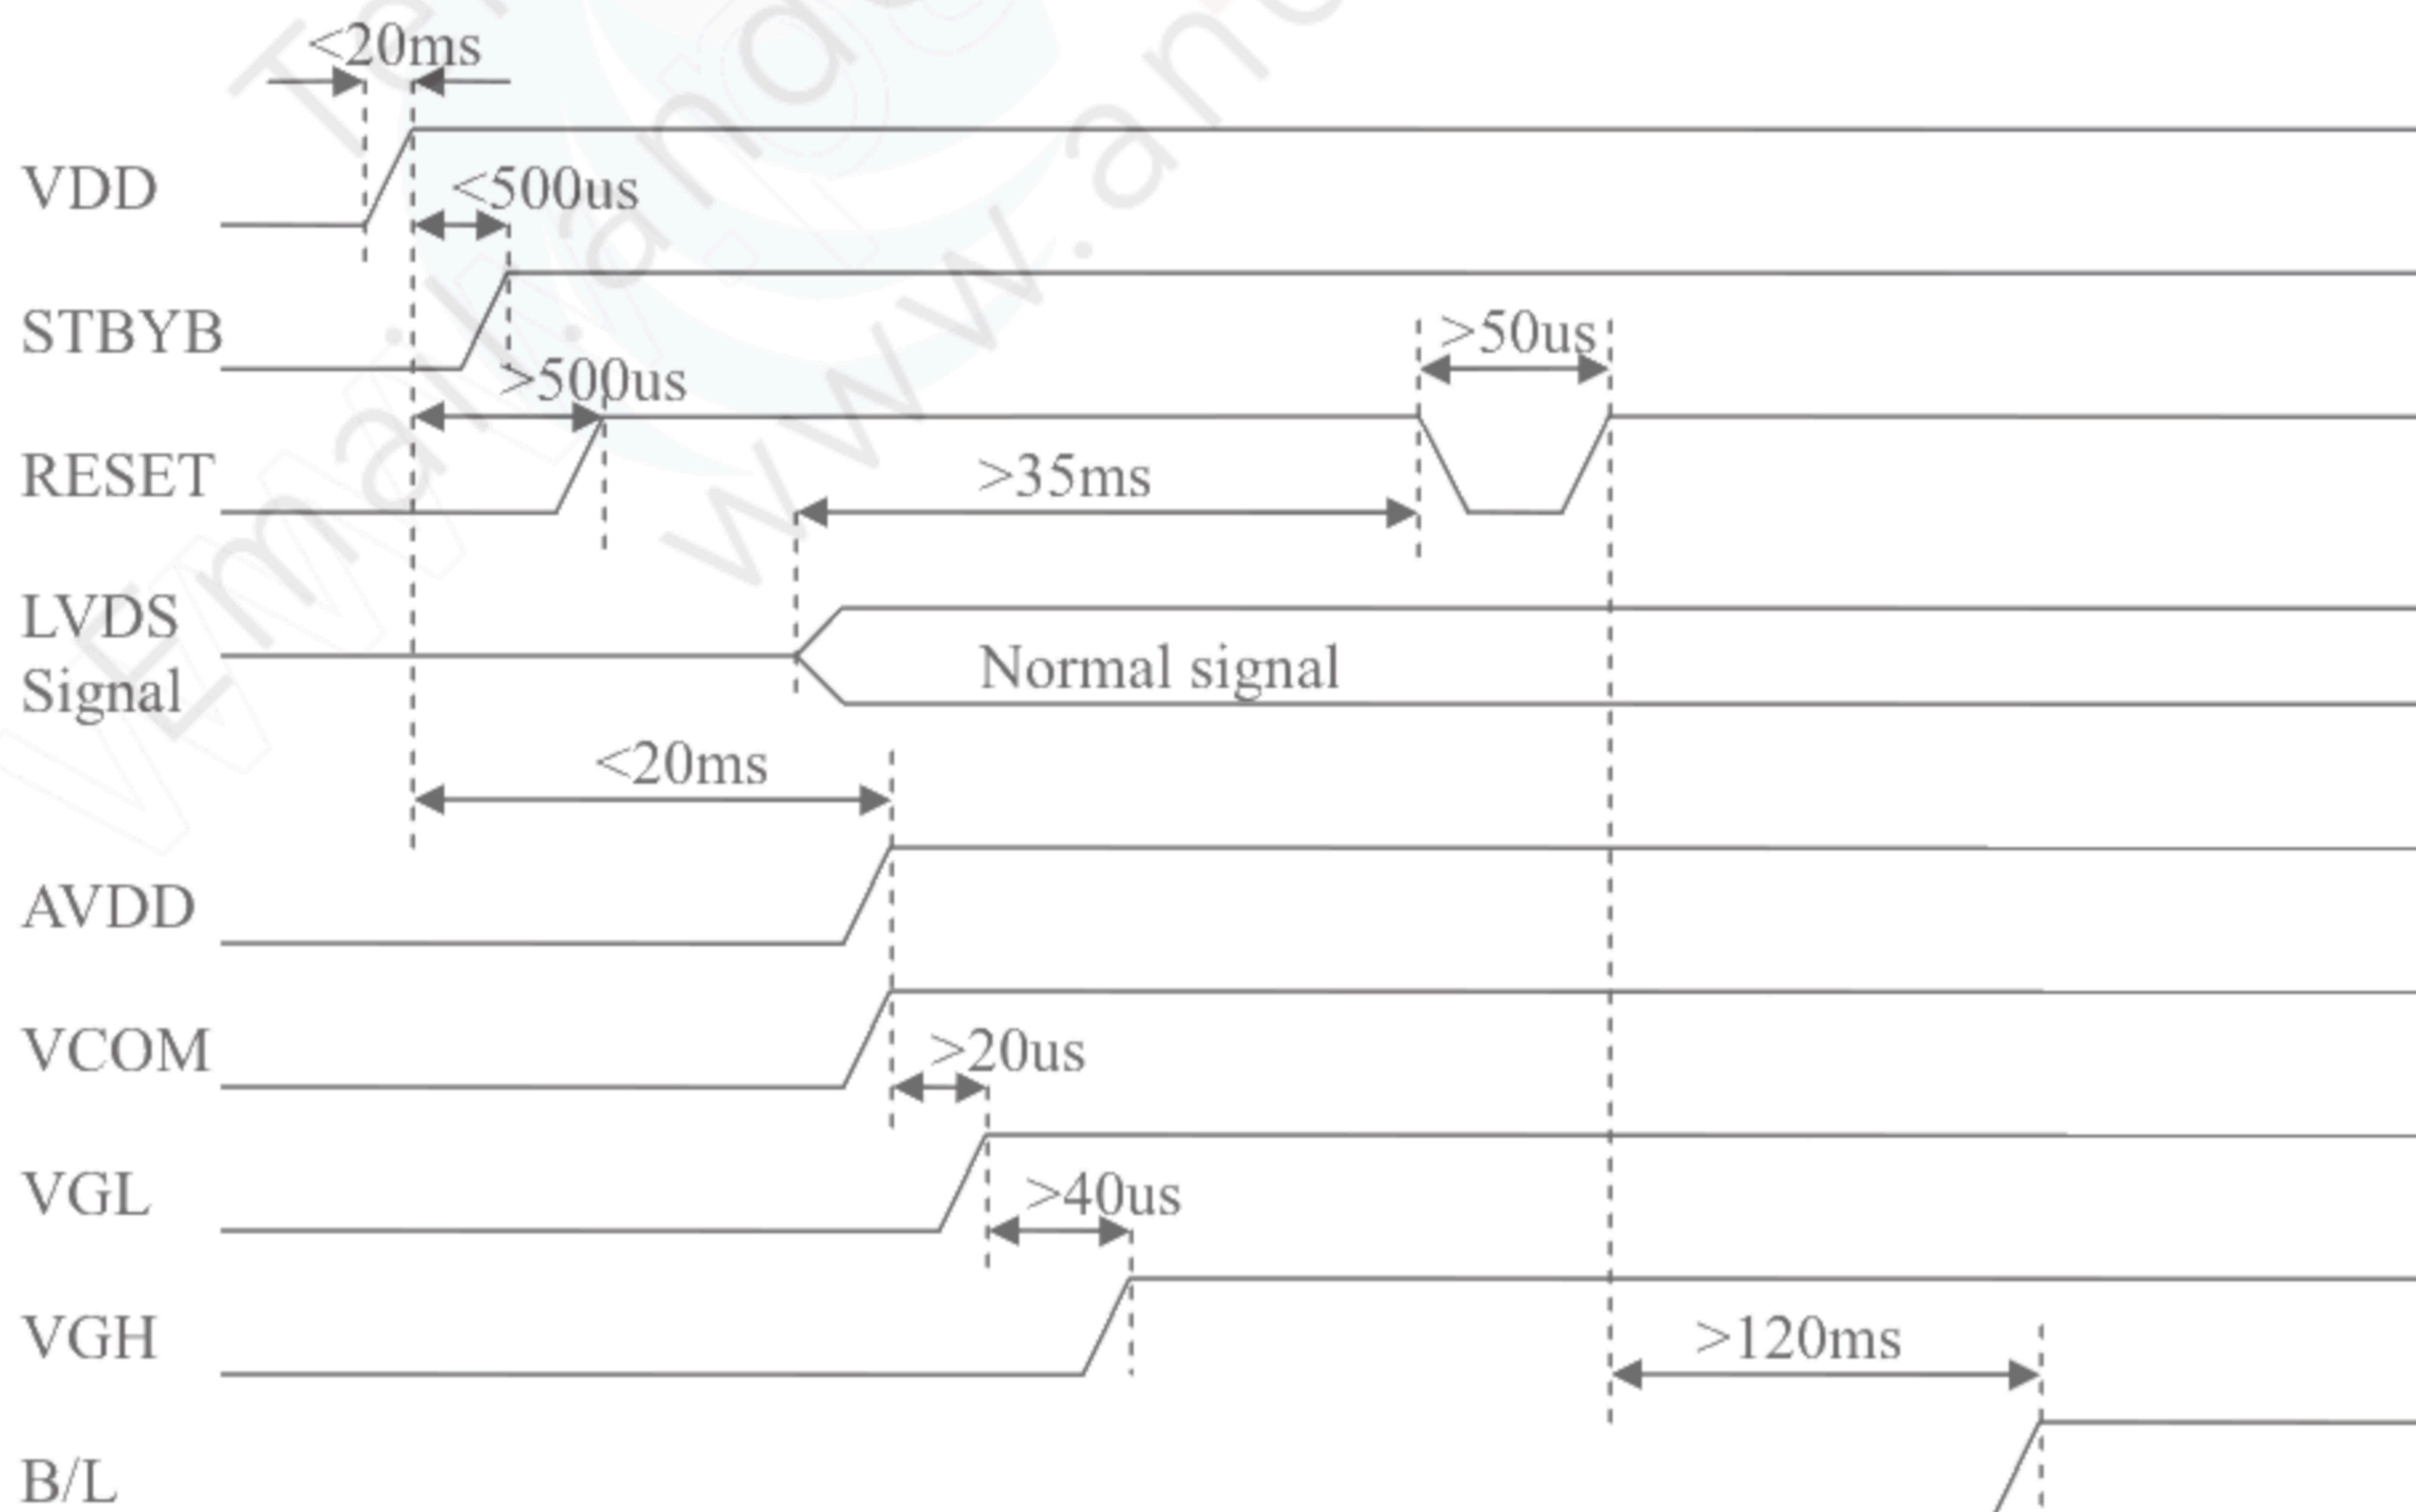 <20ms
VDD
<500us
STBYB
>50us
>500us
RESET
>35ms
LVDS
Signal
Normal signal
<20ms
AVDD
VCOM
>20us
VGL
>40us
VGH
>120ms
B/L